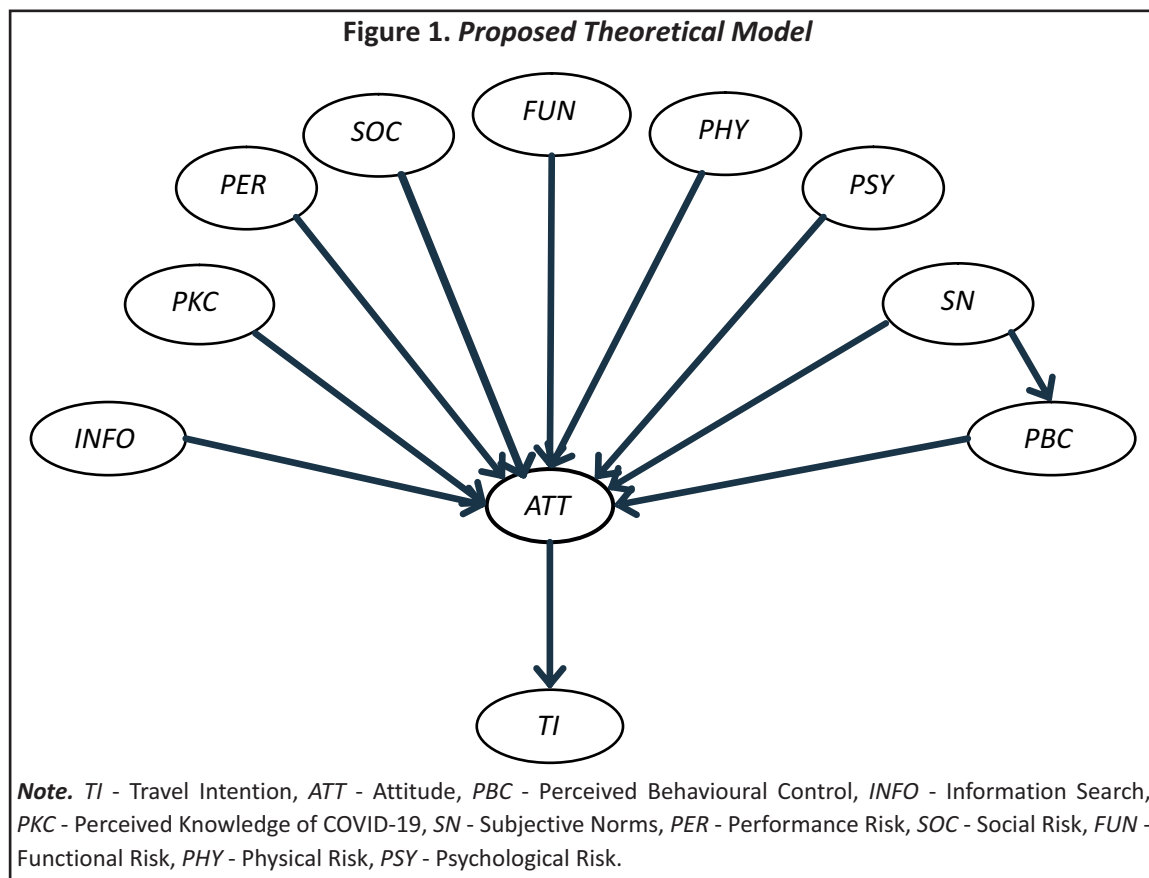 Figure 1. Proposed Theoretical Model
FUN
SOC
PHY
PER
PSY
PKC
SN
INFO
PBC
ATT
TI
Note. TI - Travel Intention, ATT - Attitude, PBC - Perceived Behavioural Control, INFO - Information Search,
PKC - Perceived Knowledge of COVID-19, SN - Subjective Norms, PER - Performance Risk, SOC - Social Risk, FUN -
Functional Risk, PHY - Physical Risk, PSY - Psychological Risk.